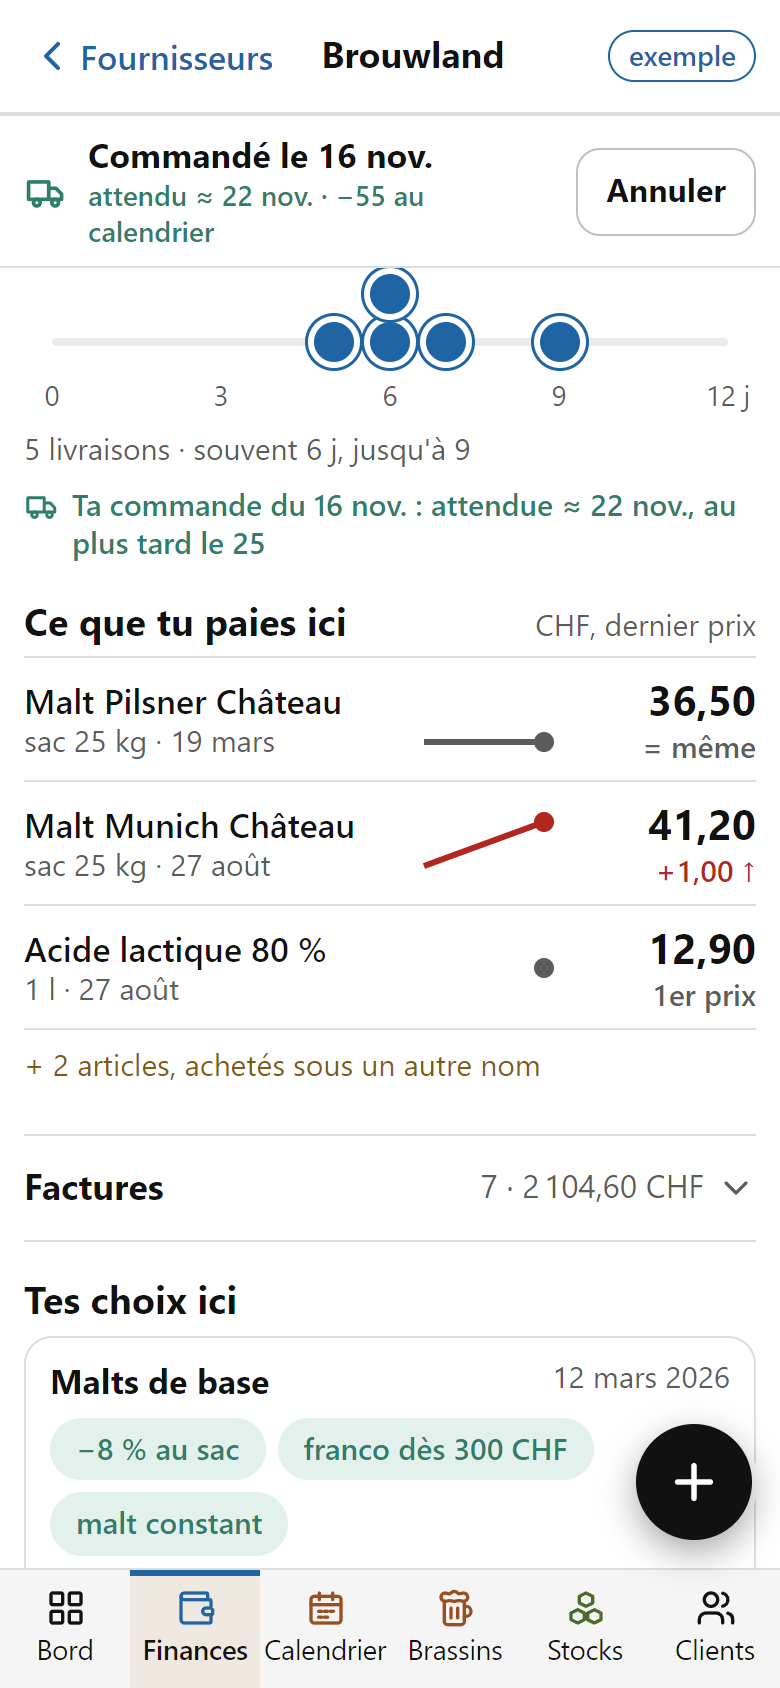 Fournisseurs
Brouwland
exemple
Commandé le 16 nov.
attendu ≈ 22 nov. · −55 au
calendrier
Annuler
0 3 6 9 12 j
5 livraisons · souvent 6 j, jusqu'à 9
Ta commande du 16 nov. : attendue ≈ 22 nov., au
plus tard le 25
Ce que tu paies ici
CHF, dernier prix
Malt Pilsner Château
36,50
sac 25 kg · 19 mars
= même
Malt Munich Château
41,20
sac 25 kg · 27 août
+1,00 ↑
Acide lactique 80 %
12,90
1 l · 27 août
1er prix
+ 2 articles, achetés sous un autre nom
Factures
7 · 2 104,60 CHF
Tes choix ici
Malts de base
12 mars 2026
−8 % au sac
franco dès 300 CHF
malt constant
Bord
Finances
Calendrier
Brassins
Stocks
Clients